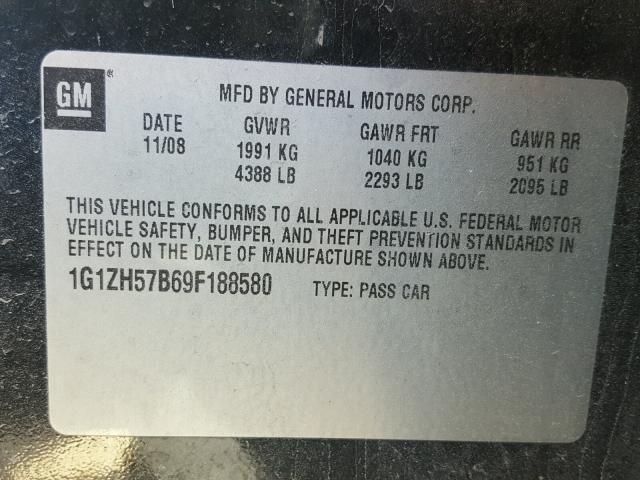 GM
MFD BY GENERAL MOTORS CORP.
DATE GVWR GAWR FRT GAWR RR
11/08 1991 KG 1040 KG 951 KG
4388 LB 2293 LB 2095 LB
THIS VEHICLE CONFORMS TO ALL APPLICABLE U.S. FEDERAL MOTOR
VEHICLE SAFETY, BUMPER, AND THEFT PREVENTION STANDARDS IN
EFFECT ON THE DATE OF MANUFACTURE SHOWN ABOVE.
1G1ZH57B69F188580 TYPE: PASS CAR